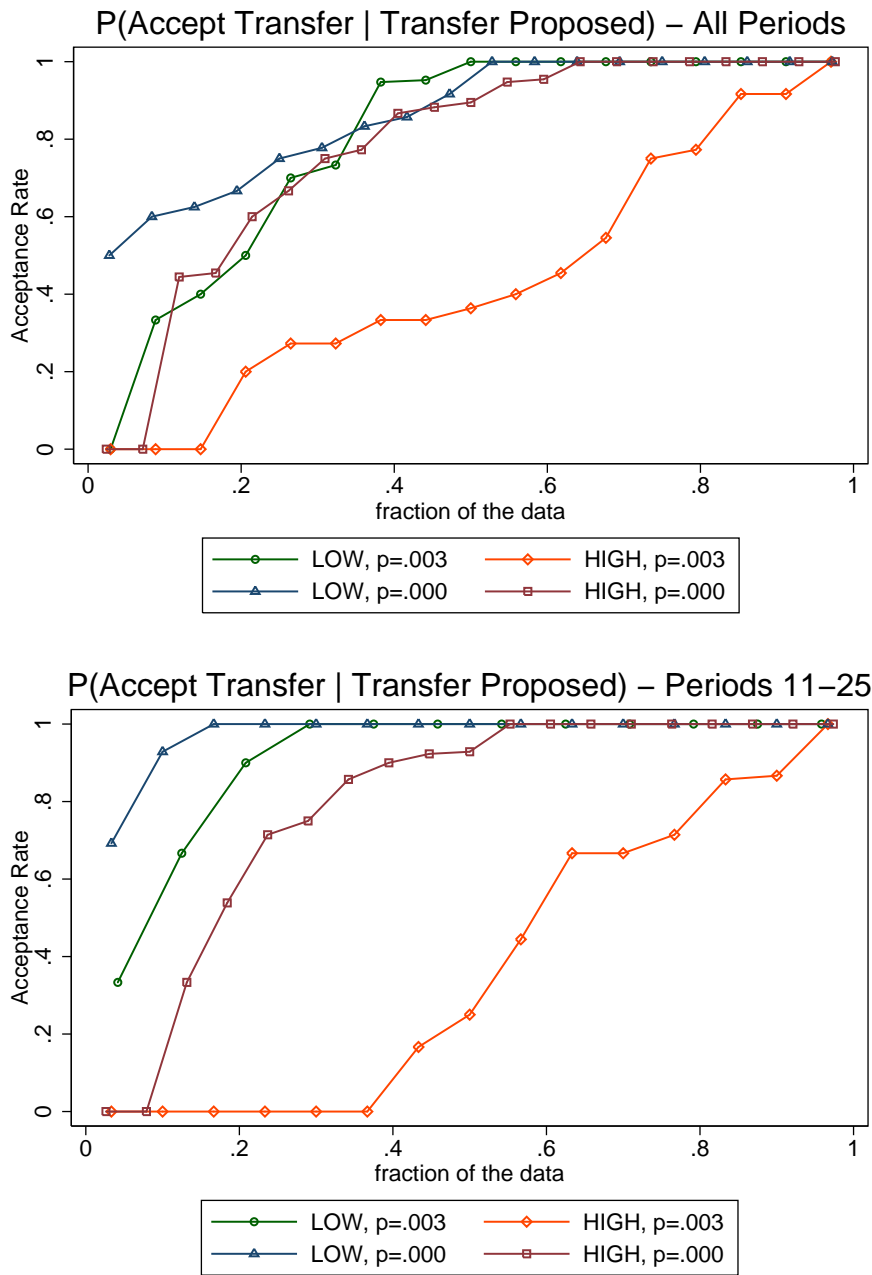 P(Accept Transfer | Transfer Proposed) − All Periods
Acceptance Rate
0
.2
.4
.6
.8
1
0 .2 .4 .6 .8 1
fraction of the data
LOW, p=.003 HIGH, p=.003
LOW, p=.000 HIGH, p=.000
P(Accept Transfer | Transfer Proposed) − Periods 11−25
Acceptance Rate
0
.2
.4
.6
.8
1
0 .2 .4 .6 .8 1
fraction of the data
LOW, p=.003 HIGH, p=.003
LOW, p=.000 HIGH, p=.000